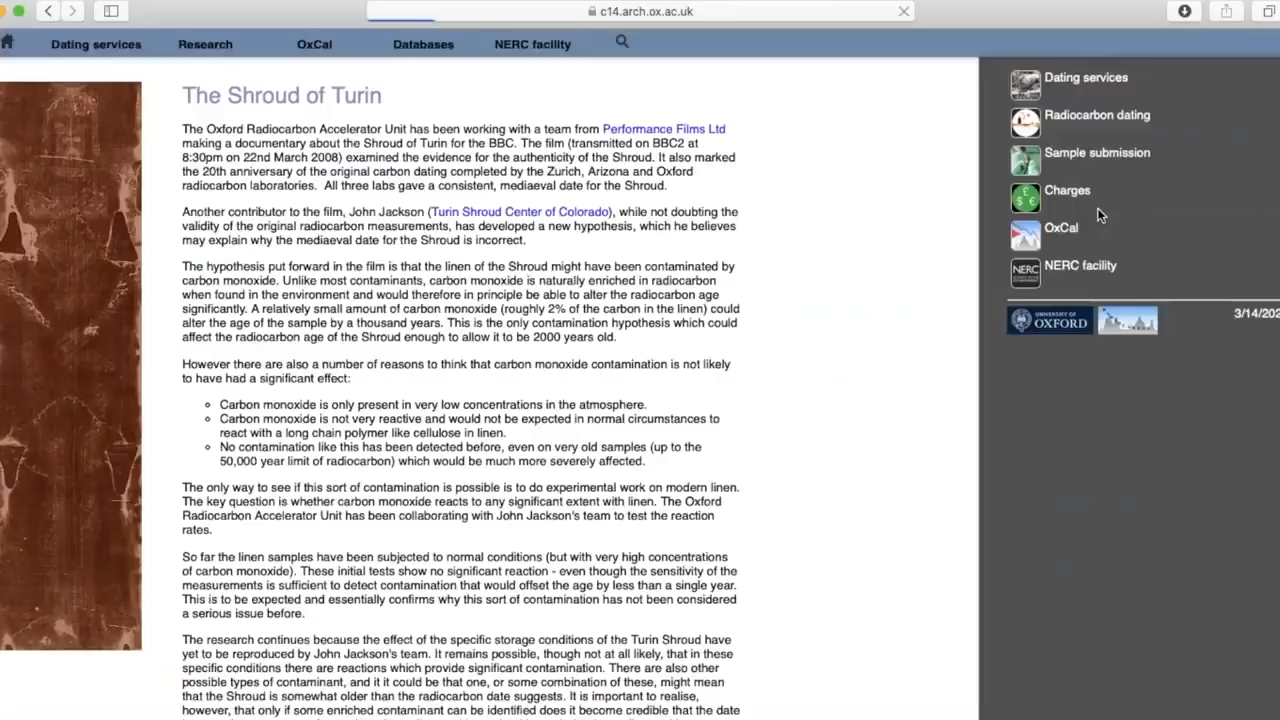 c14.arch.ox.ac.uk
Dating services Research OxCal Databases NERC facility
The Shroud of Turin
The Oxford Radiocarbon Accelerator Unit has been working with a team from Performance Films Ltd
making a documentary about the Shroud of Turin for the BBC. The film (transmitted on BBC2 at
8:30pm on 22nd March 2008) examined the evidence for the authenticity of the Shroud. It also marked
the 20th anniversary of the original carbon dating completed by the Zurich, Arizona and Oxford
radiocarbon laboratories. All three labs gave a consistent, mediaeval date for the Shroud.
Another contributor to the film, John Jackson (Turin Shroud Center of Colorado), while not doubting the
validity of the original radiocarbon measurements, has developed a new hypothesis, which he believes
may explain why the mediaeval date for the Shroud is incorrect.
The hypothesis put forward in the film is that the linen of the Shroud might have been contaminated by
carbon monoxide. Unlike most contaminants, carbon monoxide is naturally enriched in radiocarbon
when found in the environment and would therefore in principle be able to alter the radiocarbon age
significantly. A relatively small amount of carbon monoxide (roughly 2% of the carbon in the linen) could
alter the age of the sample by a thousand years. This is the only contamination hypothesis which could
affect the radiocarbon age of the Shroud enough to allow it to be 2000 years old.
However there are also a number of reasons to think that carbon monoxide contamination is not likely
to have had a significant effect:
Carbon monoxide is only present in very low concentrations in the atmosphere.
Carbon monoxide is not very reactive and would not be expected in normal circumstances to
react with a long chain polymer like cellulose in linen.
No contamination like this has been detected before, even on very old samples (up to the
50,000 year limit of radiocarbon) which would be much more severely affected.
The only way to see if this sort of contamination is possible is to do experimental work on modern linen.
The key question is whether carbon monoxide reacts to any significant extent with linen. The Oxford
Radiocarbon Accelerator Unit has been collaborating with John Jackson's team to test the reaction
rates.
So far the linen samples have been subjected to normal conditions (but with very high concentrations
of carbon monoxide). These initial tests show no significant reaction - even though the sensitivity of the
measurements is sufficient to detect contamination that would offset the age by less than a single year.
This is to be expected and essentially confirms why this sort of contamination has not been considered
a serious issue before.
The research continues because the effect of the specific storage conditions of the Turin Shroud have
yet to be reproduced by John Jackson's team. It remains possible, though not at all likely, that in these
specific conditions there are reactions which provide significant contamination. There are also other
possible types of contaminant, and it it could be that one, or some combination of these, might mean
that the Shroud is somewhat older than the radiocarbon date suggests. It is important to realise,
however, that only if some enriched contaminant can be identified does it become credible that the date
Dating services
Radiocarbon dating
Sample submission
£
$ €
Charges
OxCal
NERC
NERC facility
UNIVERSITY OF
OXFORD
3/14/202